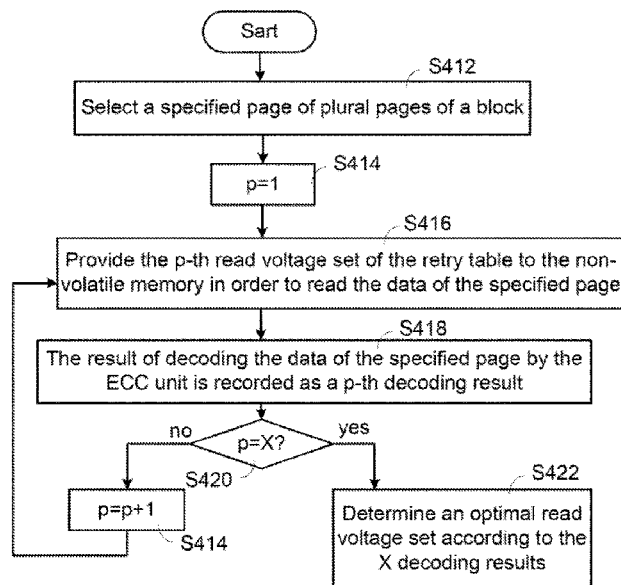 Sart
S412
Select a specified page of plural pages of a block
S414
p=1
S416
Provide the p-th read voltage set of the retry table to the non-
volatile memory in order to read the data of the specified page
S418
The result of decoding the data of the specified page by the
ECC unit is recorded as a p-th decoding result
no
p=X?
yes
S420
p=p+1
S414
S422
Determine an optimal read
voltage set according to the
X decoding results